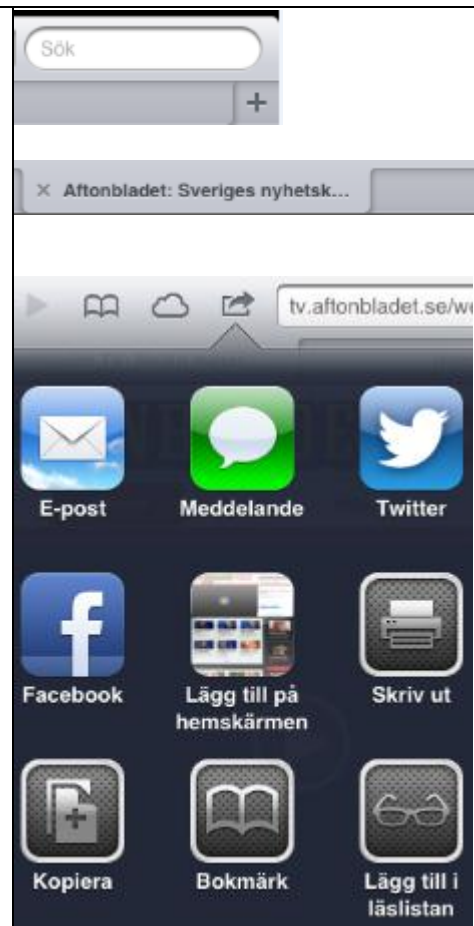 Sök
Aftonbladet: Sveriges nyhetsk...
tv.aftonbladet.se/we
E-post Meddelande Twitter
Facebook Lägg till på hemskärmen Skriv ut
Kopiera Bokmärk Lägg till i läslistan